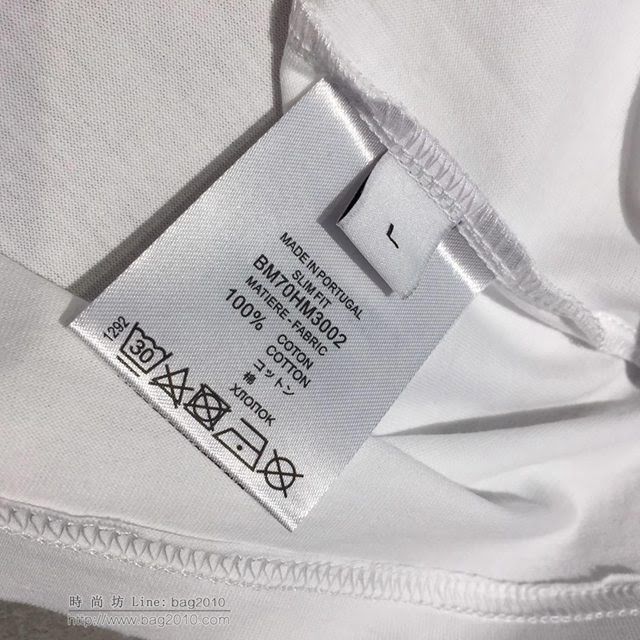 L
MADE IN PORTUGAL
SLIM FIT
BM70HM3002
MATIERE - FABRIC
100% COTON
COTTON
コットン
棉
ХЛОПОК
1292
30
時尚坊 Line: bag2010
http://www.bag2010.com